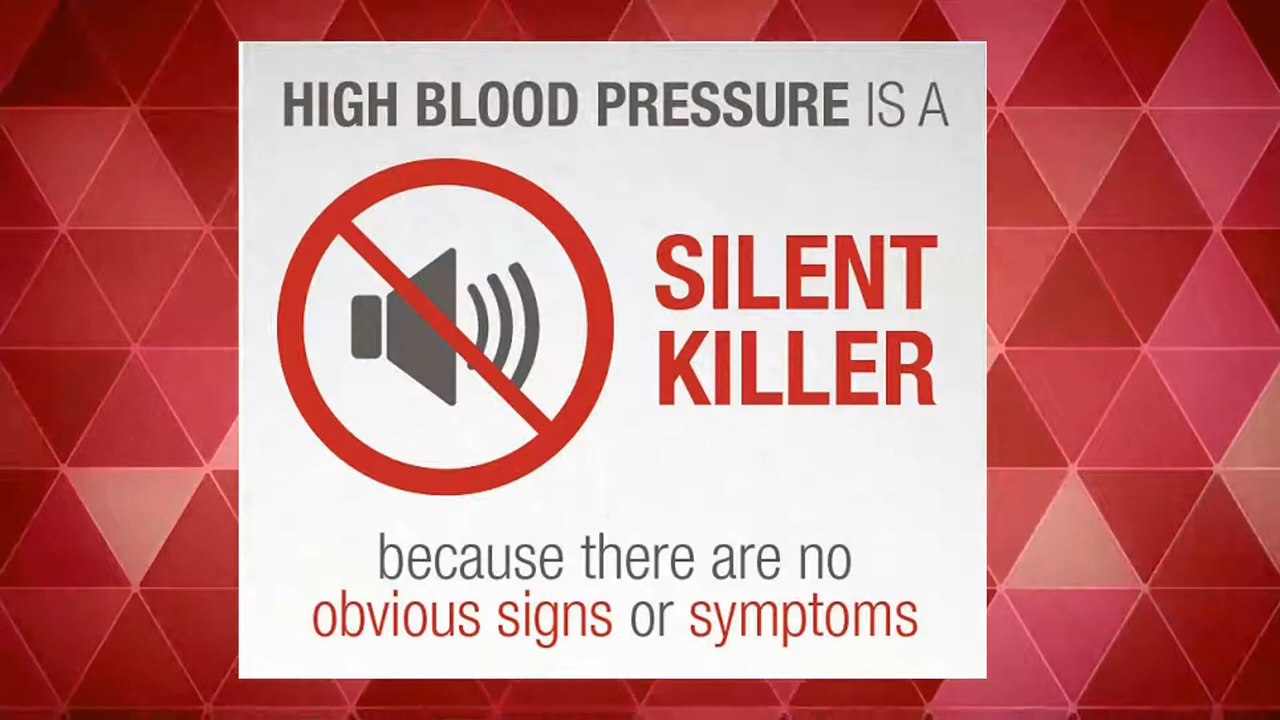 HIGH BLOOD PRESSURE IS A
SILENT
KILLER
because there are no
obvious signs or symptoms